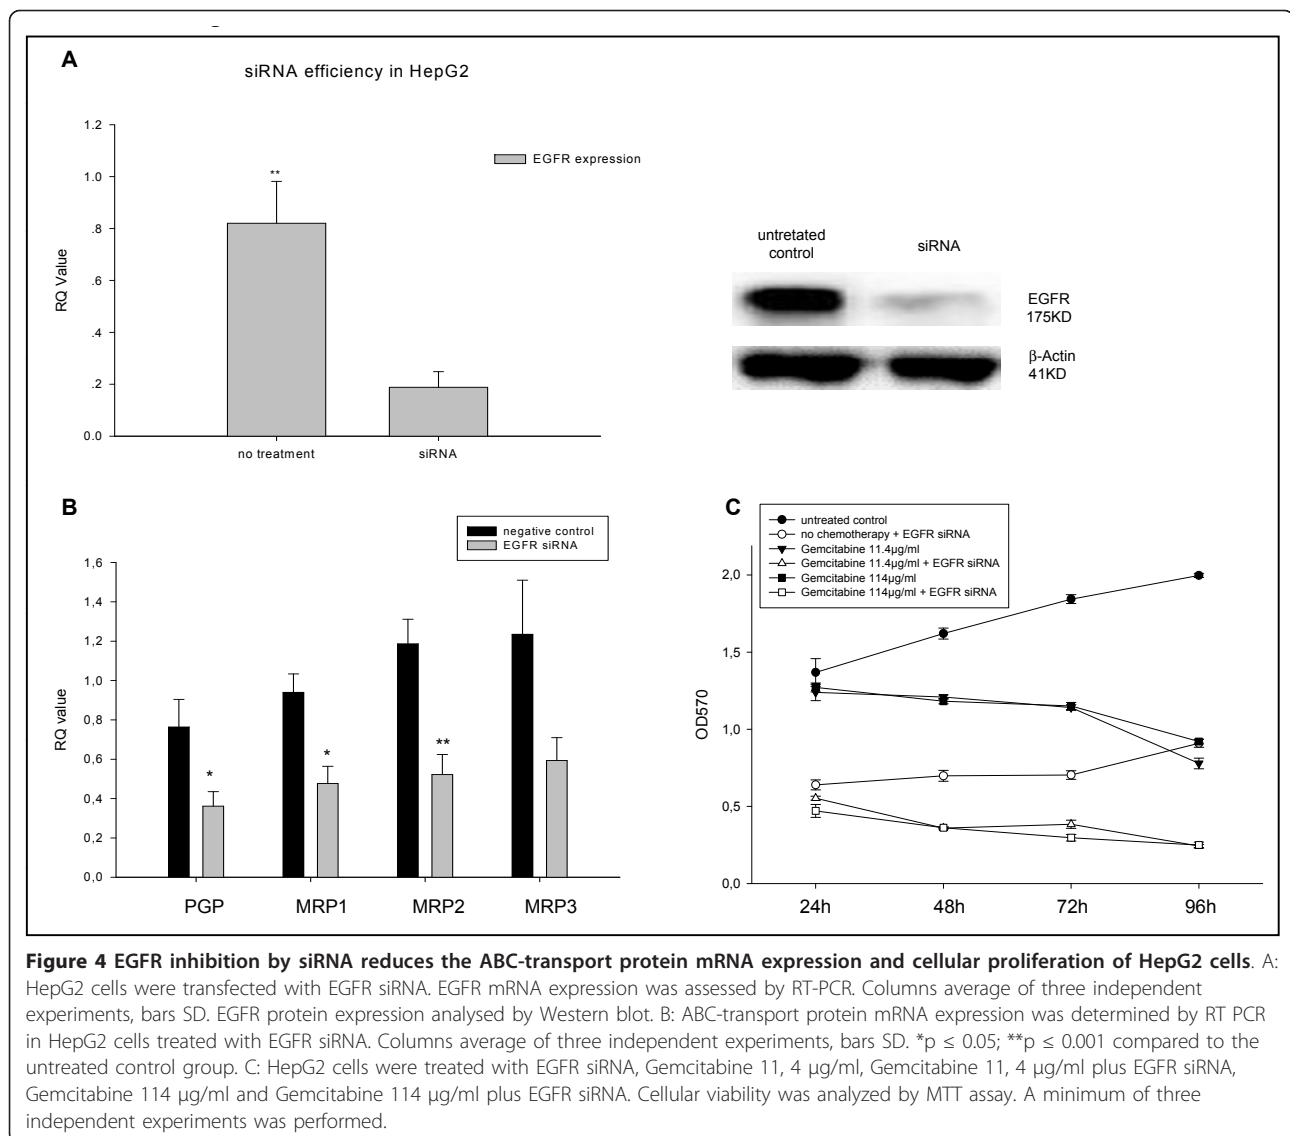 A
siRNA efficiency in HepG2
1.2
1.0
.8
.6
.4
.2
0.0
RQ Value
**
EGFR expression
no treatment
siRNA
untretated
control
siRNA
EGFR
175KD
β-Actin
41KD
B
negative control
EGFR siRNA
1,6
1,4
1,2
1,0
0,8
0,6
0,4
0,2
0,0
RQ value
*
*
**
PGP
MRP1
MRP2
MRP3
C
untreated control
no chemotherapy + EGFR siRNA
Gemcitabine 11.4µg/ml
Gemcitabine 11.4µg/ml + EGFR siRNA
Gemcitabine 114µg/ml
Gemcitabine 114µg/ml + EGFR siRNA
2,0
1,5
1,0
0,5
0,0
OD570
24h
48h
72h
96h
Figure 4 EGFR inhibition by siRNA reduces the ABC-transport protein mRNA expression and cellular proliferation of HepG2 cells. A:
HepG2 cells were transfected with EGFR siRNA. EGFR mRNA expression was assessed by RT-PCR. Columns average of three independent
experiments, bars SD. EGFR protein expression analysed by Western blot. B: ABC-transport protein mRNA expression was determined by RT PCR
in HepG2 cells treated with EGFR siRNA. Columns average of three independent experiments, bars SD. *p ≤ 0.05; **p ≤ 0.001 compared to the
untreated control group. C: HepG2 cells were treated with EGFR siRNA, Gemcitabine 11, 4 µg/ml, Gemcitabine 11, 4 µg/ml plus EGFR siRNA,
Gemcitabine 114 µg/ml and Gemcitabine 114 µg/ml plus EGFR siRNA. Cellular viability was analyzed by MTT assay. A minimum of three
independent experiments was performed.